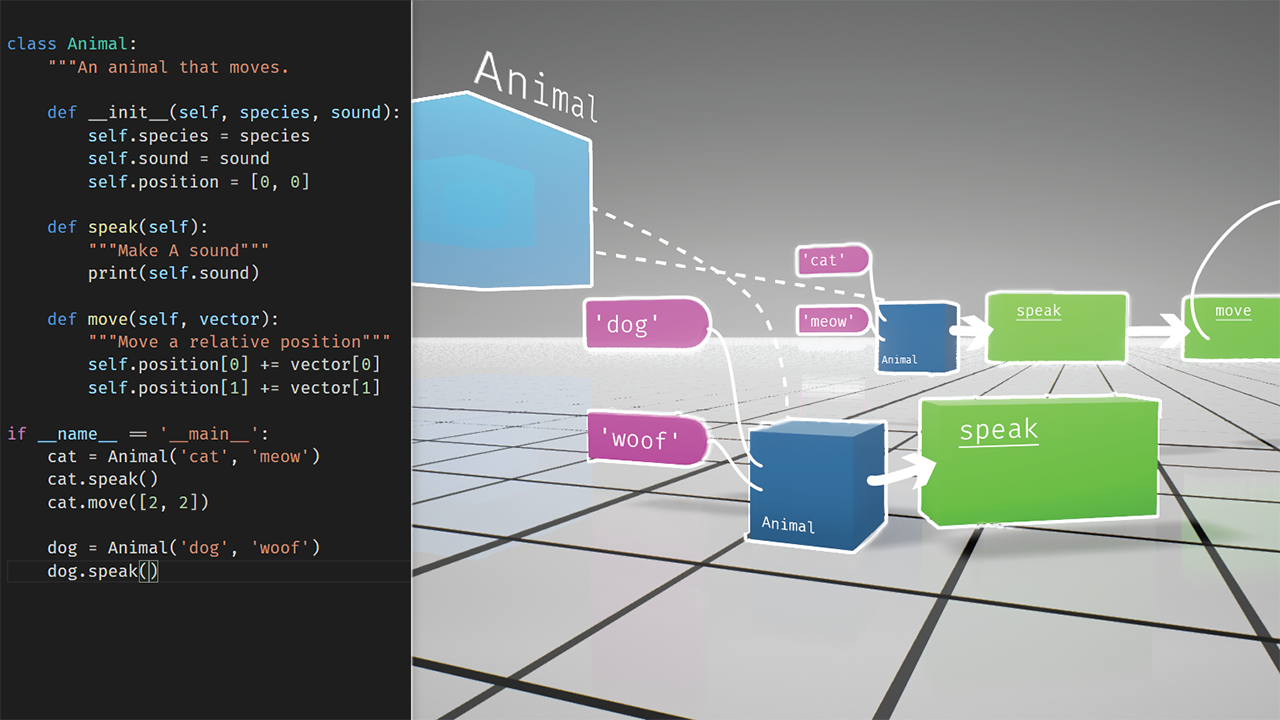 class Animal:
    """An animal that moves.
    def __init__(self, species, sound):
        self.species = species
        self.sound = sound
        self.position = [0, 0]
    def speak(self):
        """Make A sound"""
        print(self.sound)
    def move(self, vector):
        """Move a relative position"""
        self.position[0] += vector[0]
        self.position[1] += vector[1]
if __name__ == '__main__':
    cat = Animal('cat', 'meow')
    cat.speak()
    cat.move([2, 2])
    dog = Animal('dog', 'woof')
    dog.speak()
Animal
'cat'
'meow'
Animal
speak
move
'dog'
'woof'
Animal
speak